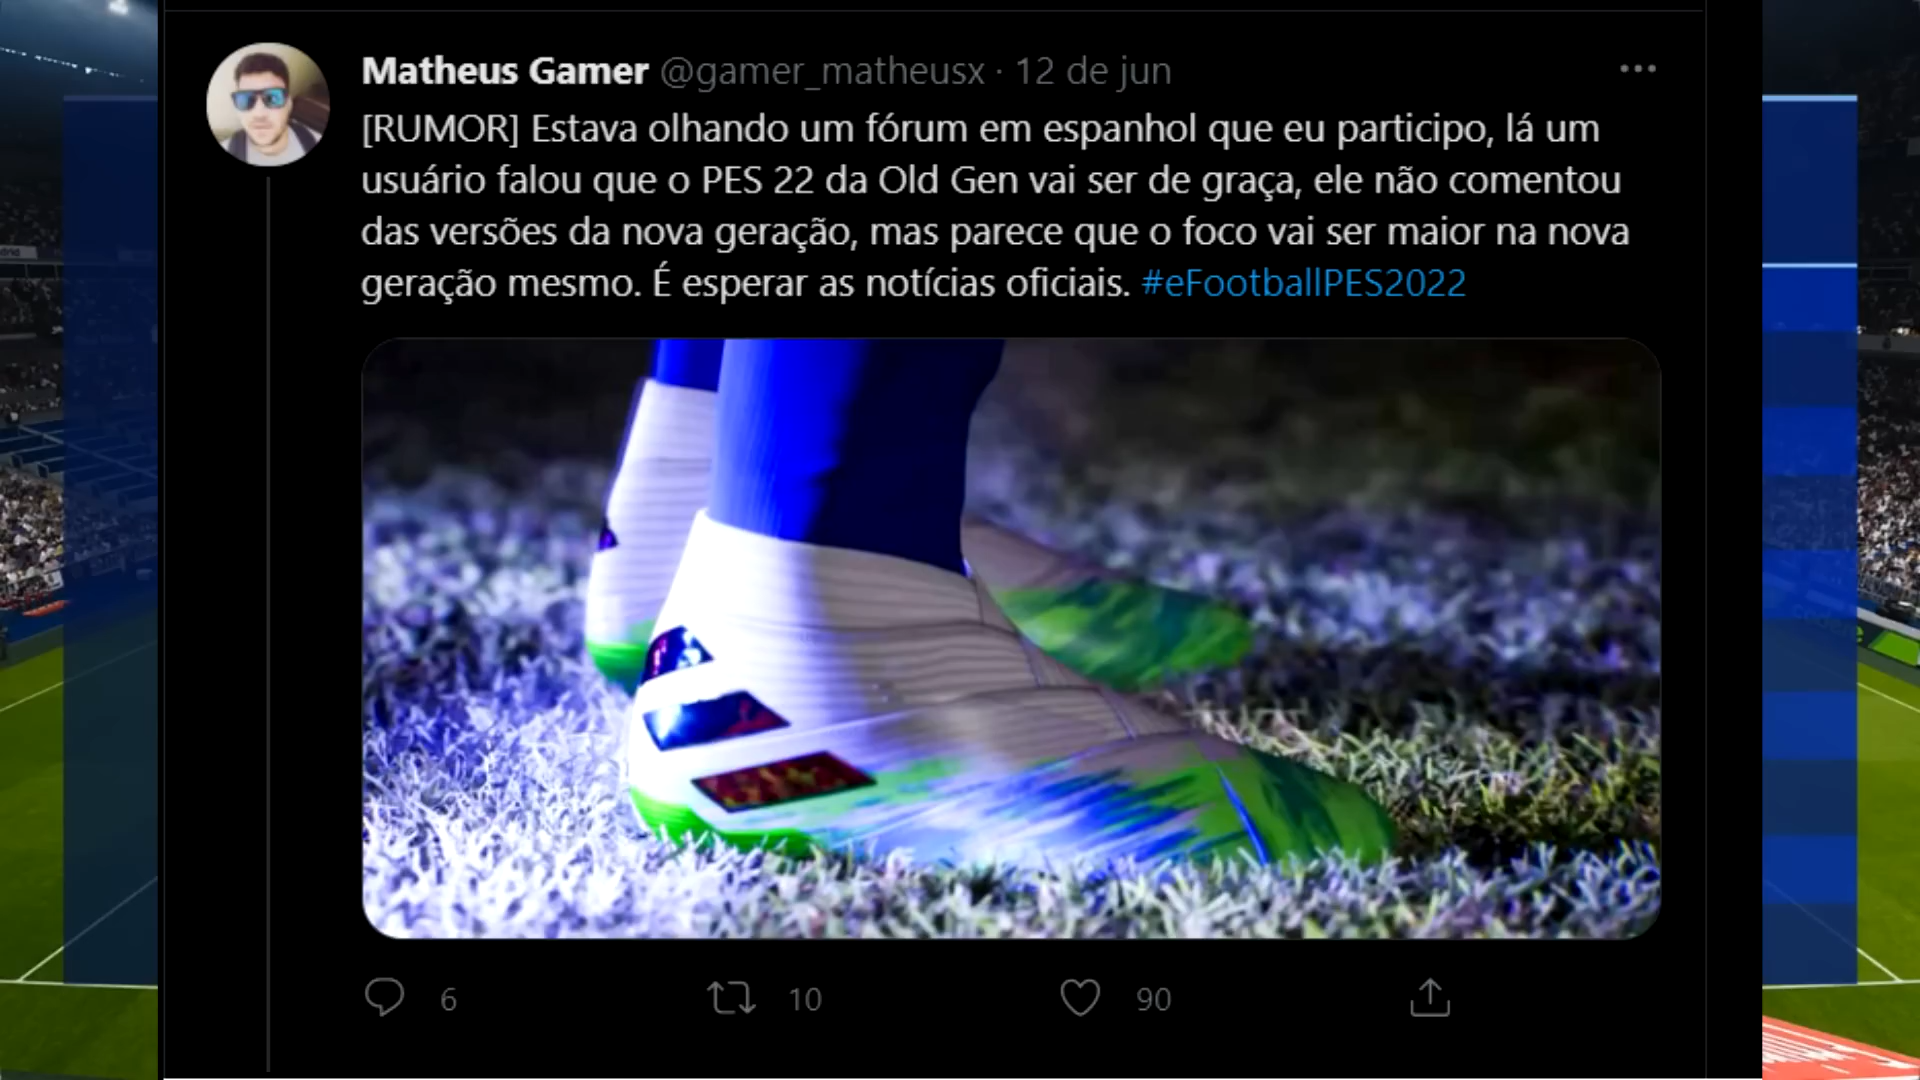 Matheus Gamer @gamer_matheusx · 12 de jun
[RUMOR] Estava olhando um fórum em espanhol que eu participo, lá um
usuário falou que o PES 22 da Old Gen vai ser de graça, ele não comentou
das versões da nova geração, mas parece que o foco vai ser maior na nova
geração mesmo. É esperar as notícias oficiais. #eFootballPES2022
6 10 90